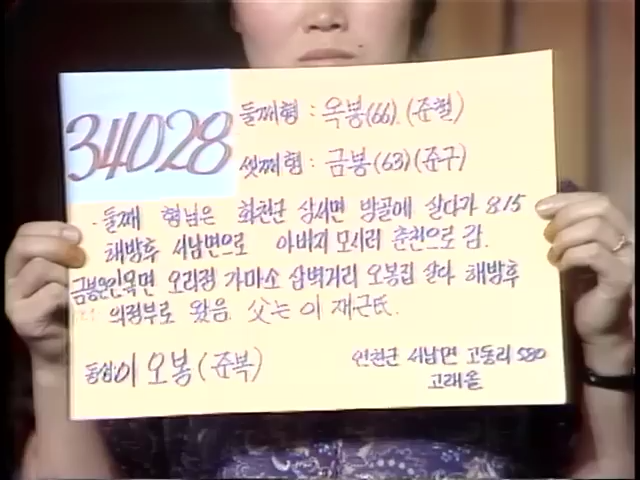 34028
둘째형 : 옥봉(66). (준철)
셋째형 : 금봉(63) (준구)
·둘째 형님은 화천군 상서면 방골에 살다가 8.15
해방후 서남면으로 아버지 모시러 춘천으로 감.
금봉은 인목면 오리정 가마소 삼벽거리 오봉집 살다 해방후
의정부로 왔음. 父는 이 재근氏.
동생이 오봉(준복)
인천군 서남면 고동리 580
고래올